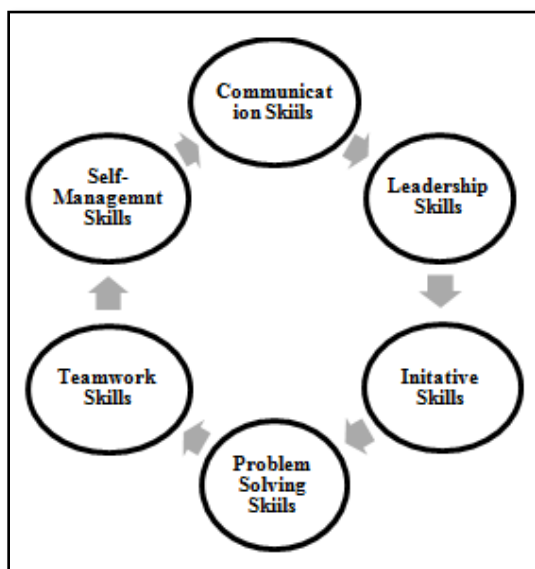 Communicat
ion Skiils
Leadership
Skills
Initative
Skills
Problem
Solving
Skiils
Teamwork
Skills
Self-
Managemnt
Skills